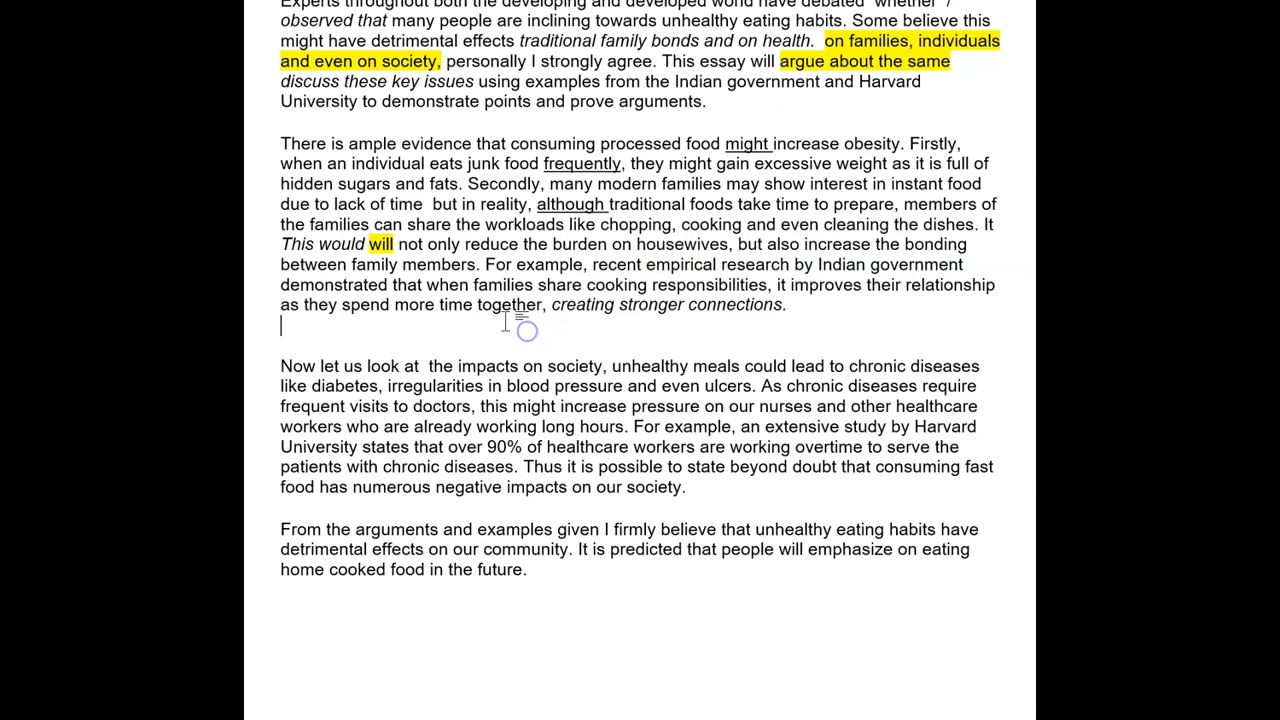 Experts throughout both the developing and developed world have debated "whether" /
observed that many people are inclining towards unhealthy eating habits. Some believe this
might have detrimental effects traditional family bonds and on health. on families, individuals
and even on society, personally I strongly agree. This essay will argue about the same
discuss these key issues using examples from the Indian government and Harvard
University to demonstrate points and prove arguments.
There is ample evidence that consuming processed food might increase obesity. Firstly,
when an individual eats junk food frequently, they might gain excessive weight as it is full of
hidden sugars and fats. Secondly, many modern families may show interest in instant food
due to lack of time but in reality, although traditional foods take time to prepare, members of
the families can share the workloads like chopping, cooking and even cleaning the dishes. It
This would will not only reduce the burden on housewives, but also increase the bonding
between family members. For example, recent empirical research by Indian government
demonstrated that when families share cooking responsibilities, it improves their relationship
as they spend more time together, creating stronger connections.
Now let us look at the impacts on society, unhealthy meals could lead to chronic diseases
like diabetes, irregularities in blood pressure and even ulcers. As chronic diseases require
frequent visits to doctors, this might increase pressure on our nurses and other healthcare
workers who are already working long hours. For example, an extensive study by Harvard
University states that over 90% of healthcare workers are working overtime to serve the
patients with chronic diseases. Thus it is possible to state beyond doubt that consuming fast
food has numerous negative impacts on our society.
From the arguments and examples given I firmly believe that unhealthy eating habits have
detrimental effects on our community. It is predicted that people will emphasize on eating
home cooked food in the future.